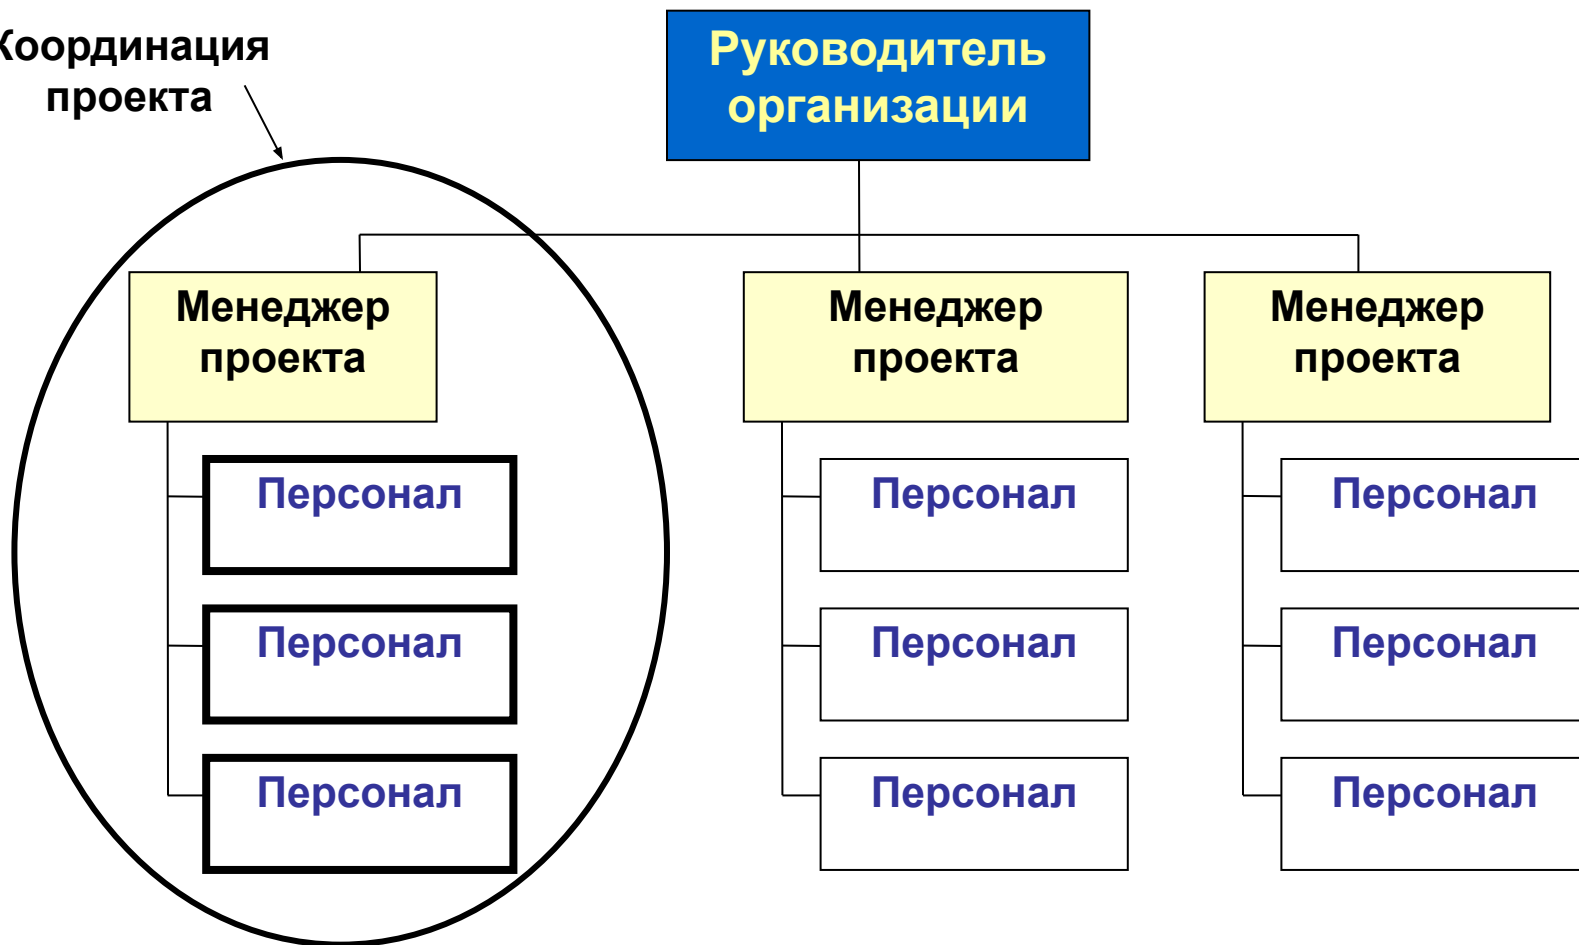 Координация
проекта
Руководитель
организации
Менеджер
проекта
Менеджер
проекта
Менеджер
проекта
Персонал
Персонал
Персонал
Персонал
Персонал
Персонал
Персонал
Персонал
Персонал